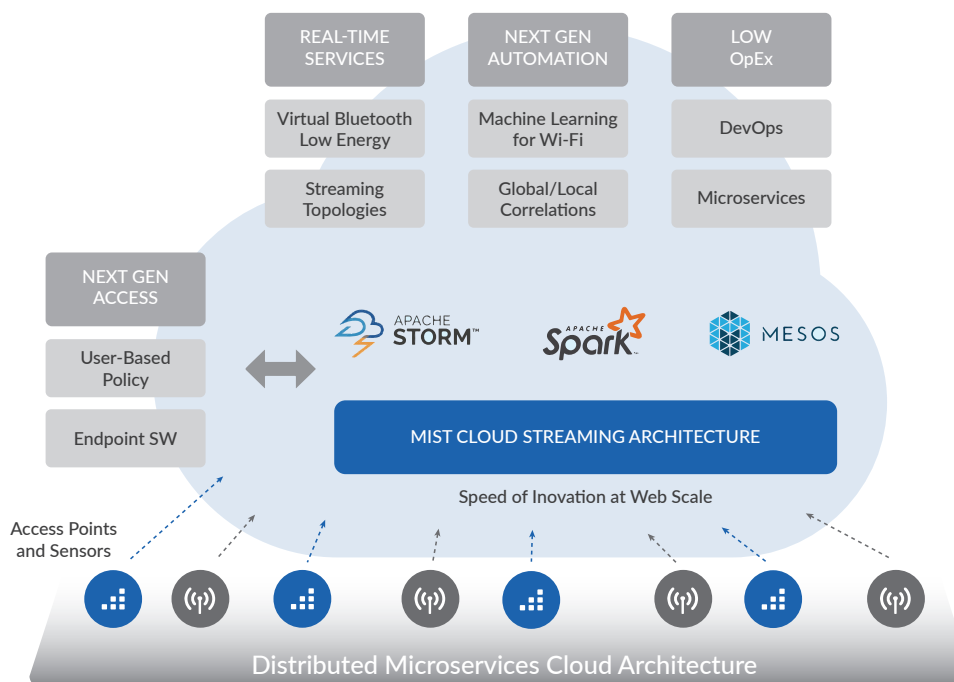 REAL-TIME
SERVICES
Virtual Bluetooth
Low Energy
Streaming
Topologies
NEXT GEN
AUTOMATION
Machine Learning
for Wi-Fi
Global/Local
Correlations
LOW
OpEx
DevOps
Microservices
NEXT GEN
ACCESS
User-Based
Policy
Endpoint SW
APACHE
STORM™
APACHE
Spark™
MESOS
MIST CLOUD STREAMING ARCHITECTURE
Speed of Inovation at Web Scale
Access Points
and Sensors
Distributed Microservices Cloud Architecture